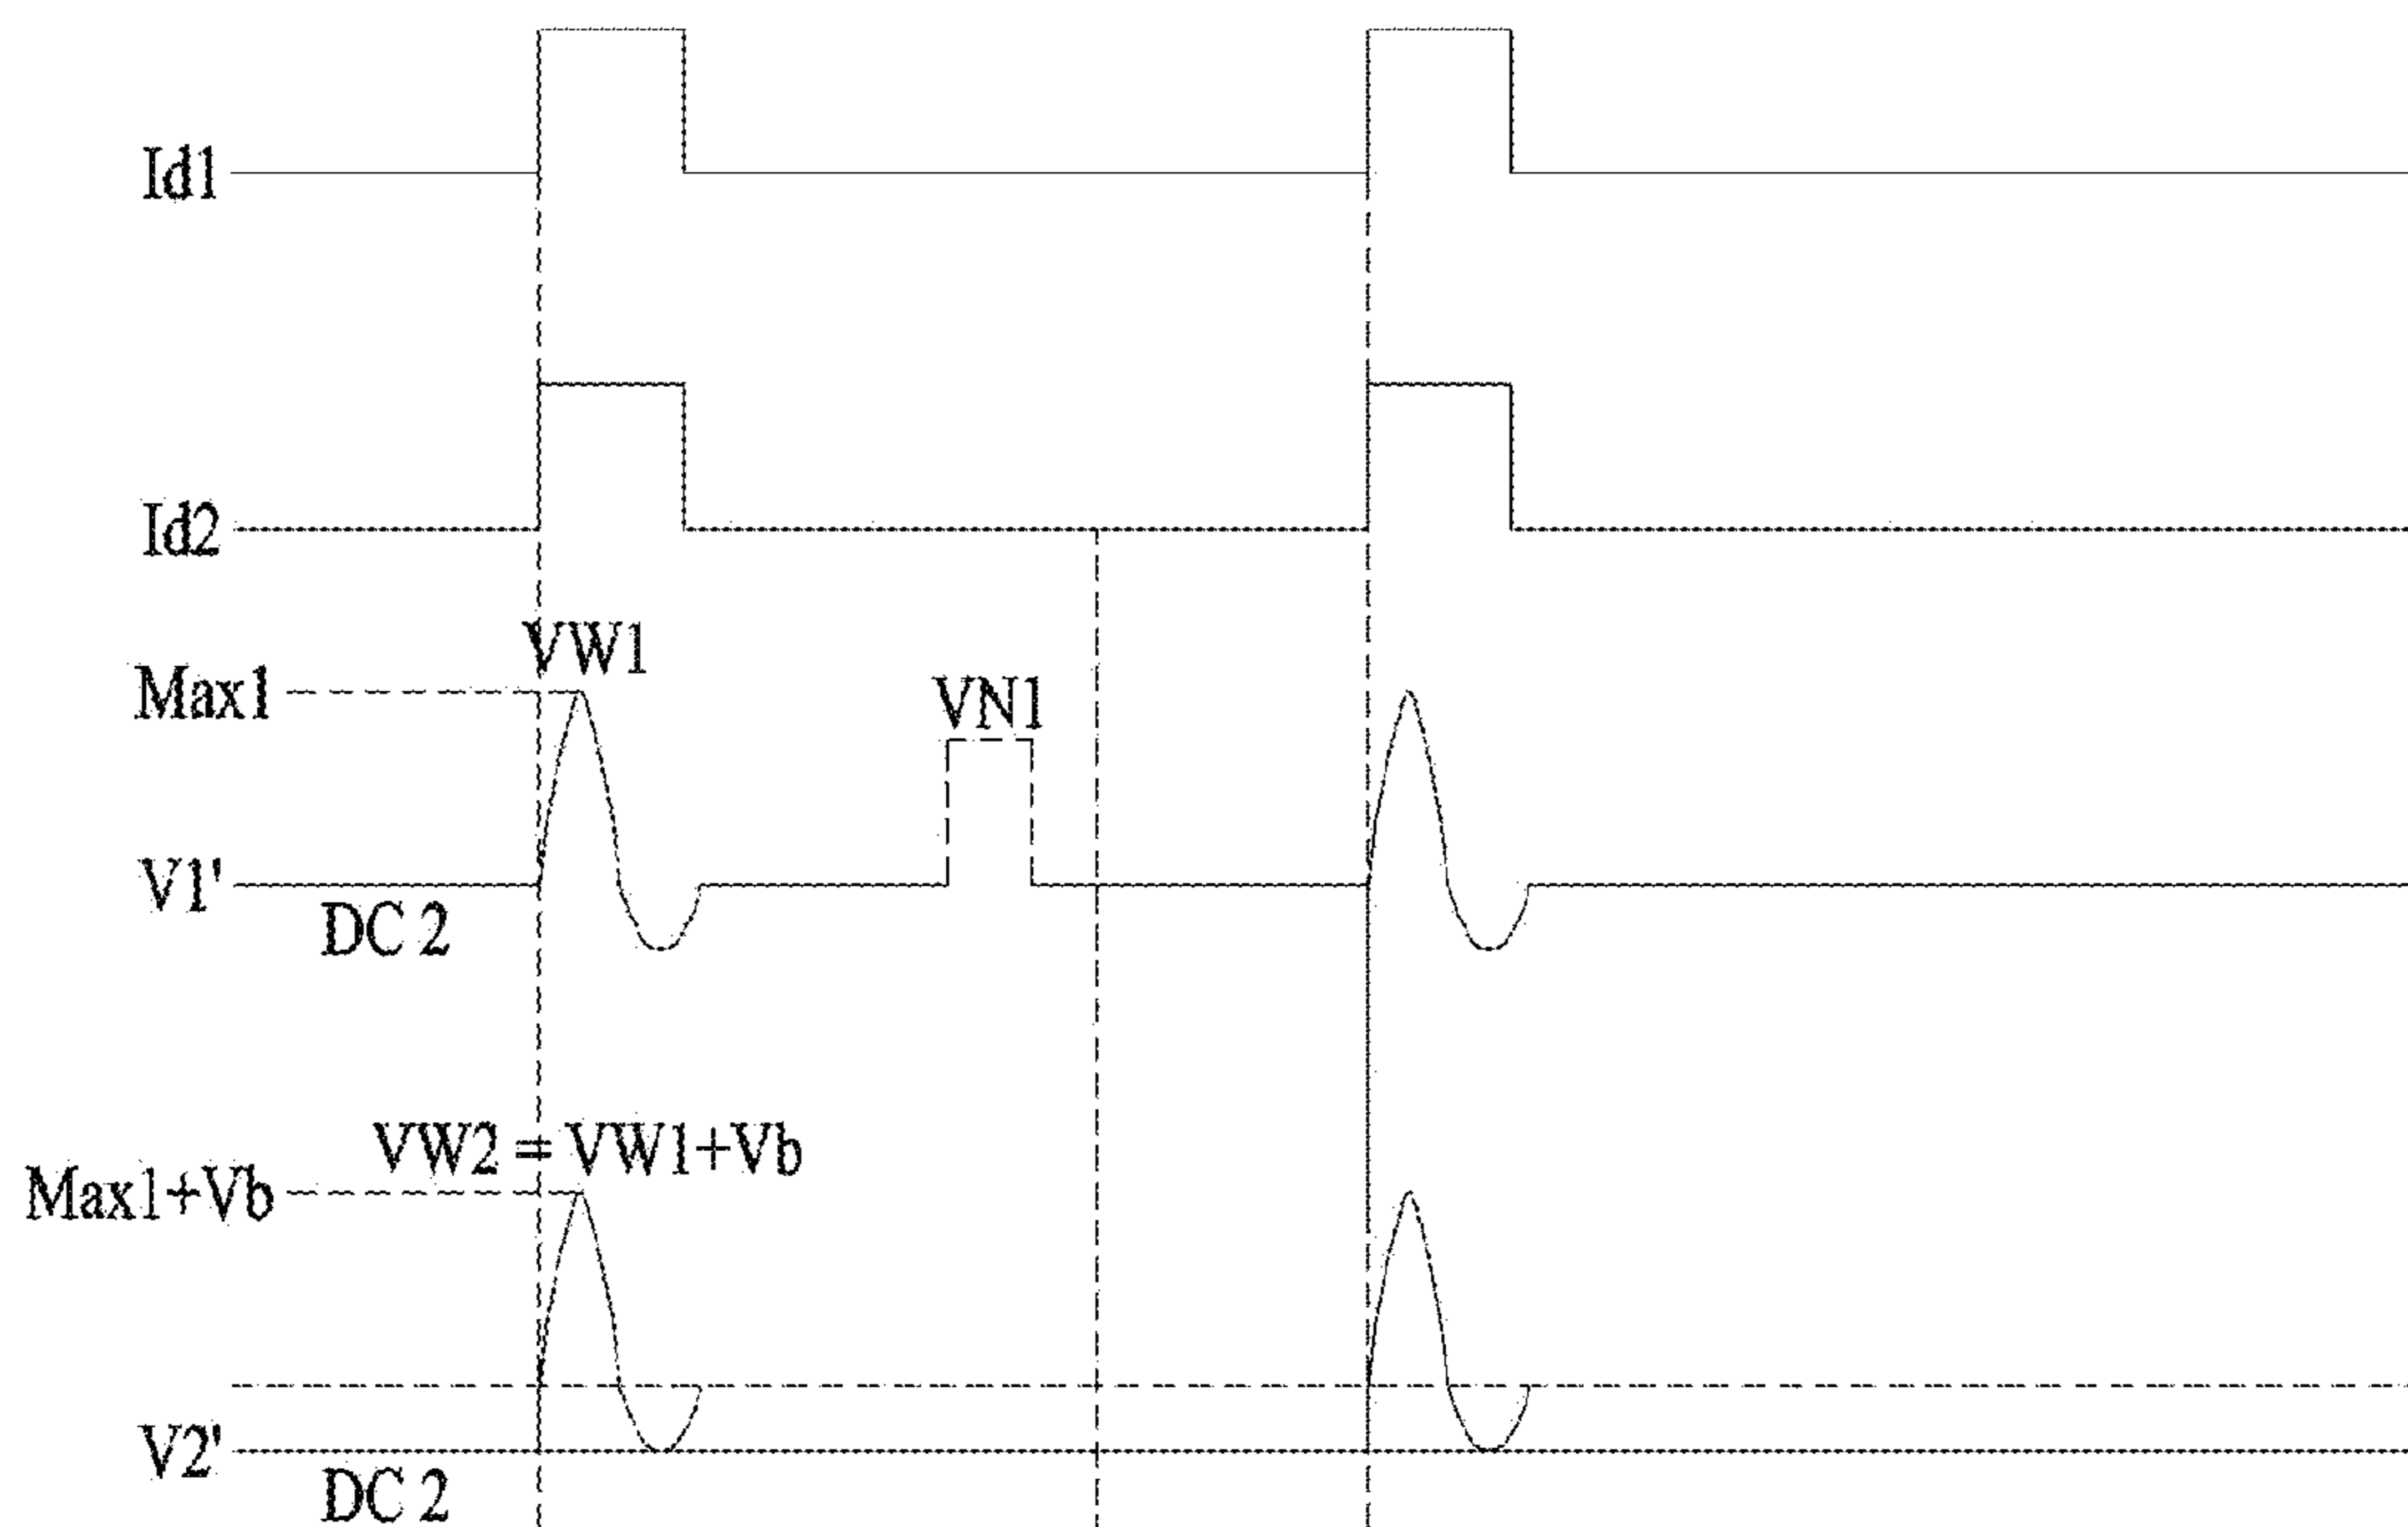 Id1
Id2
VW1
Max1
VN1
V1'
DC 2
VW2 = VW1+Vb
Max1+Vb
V2'
DC 2